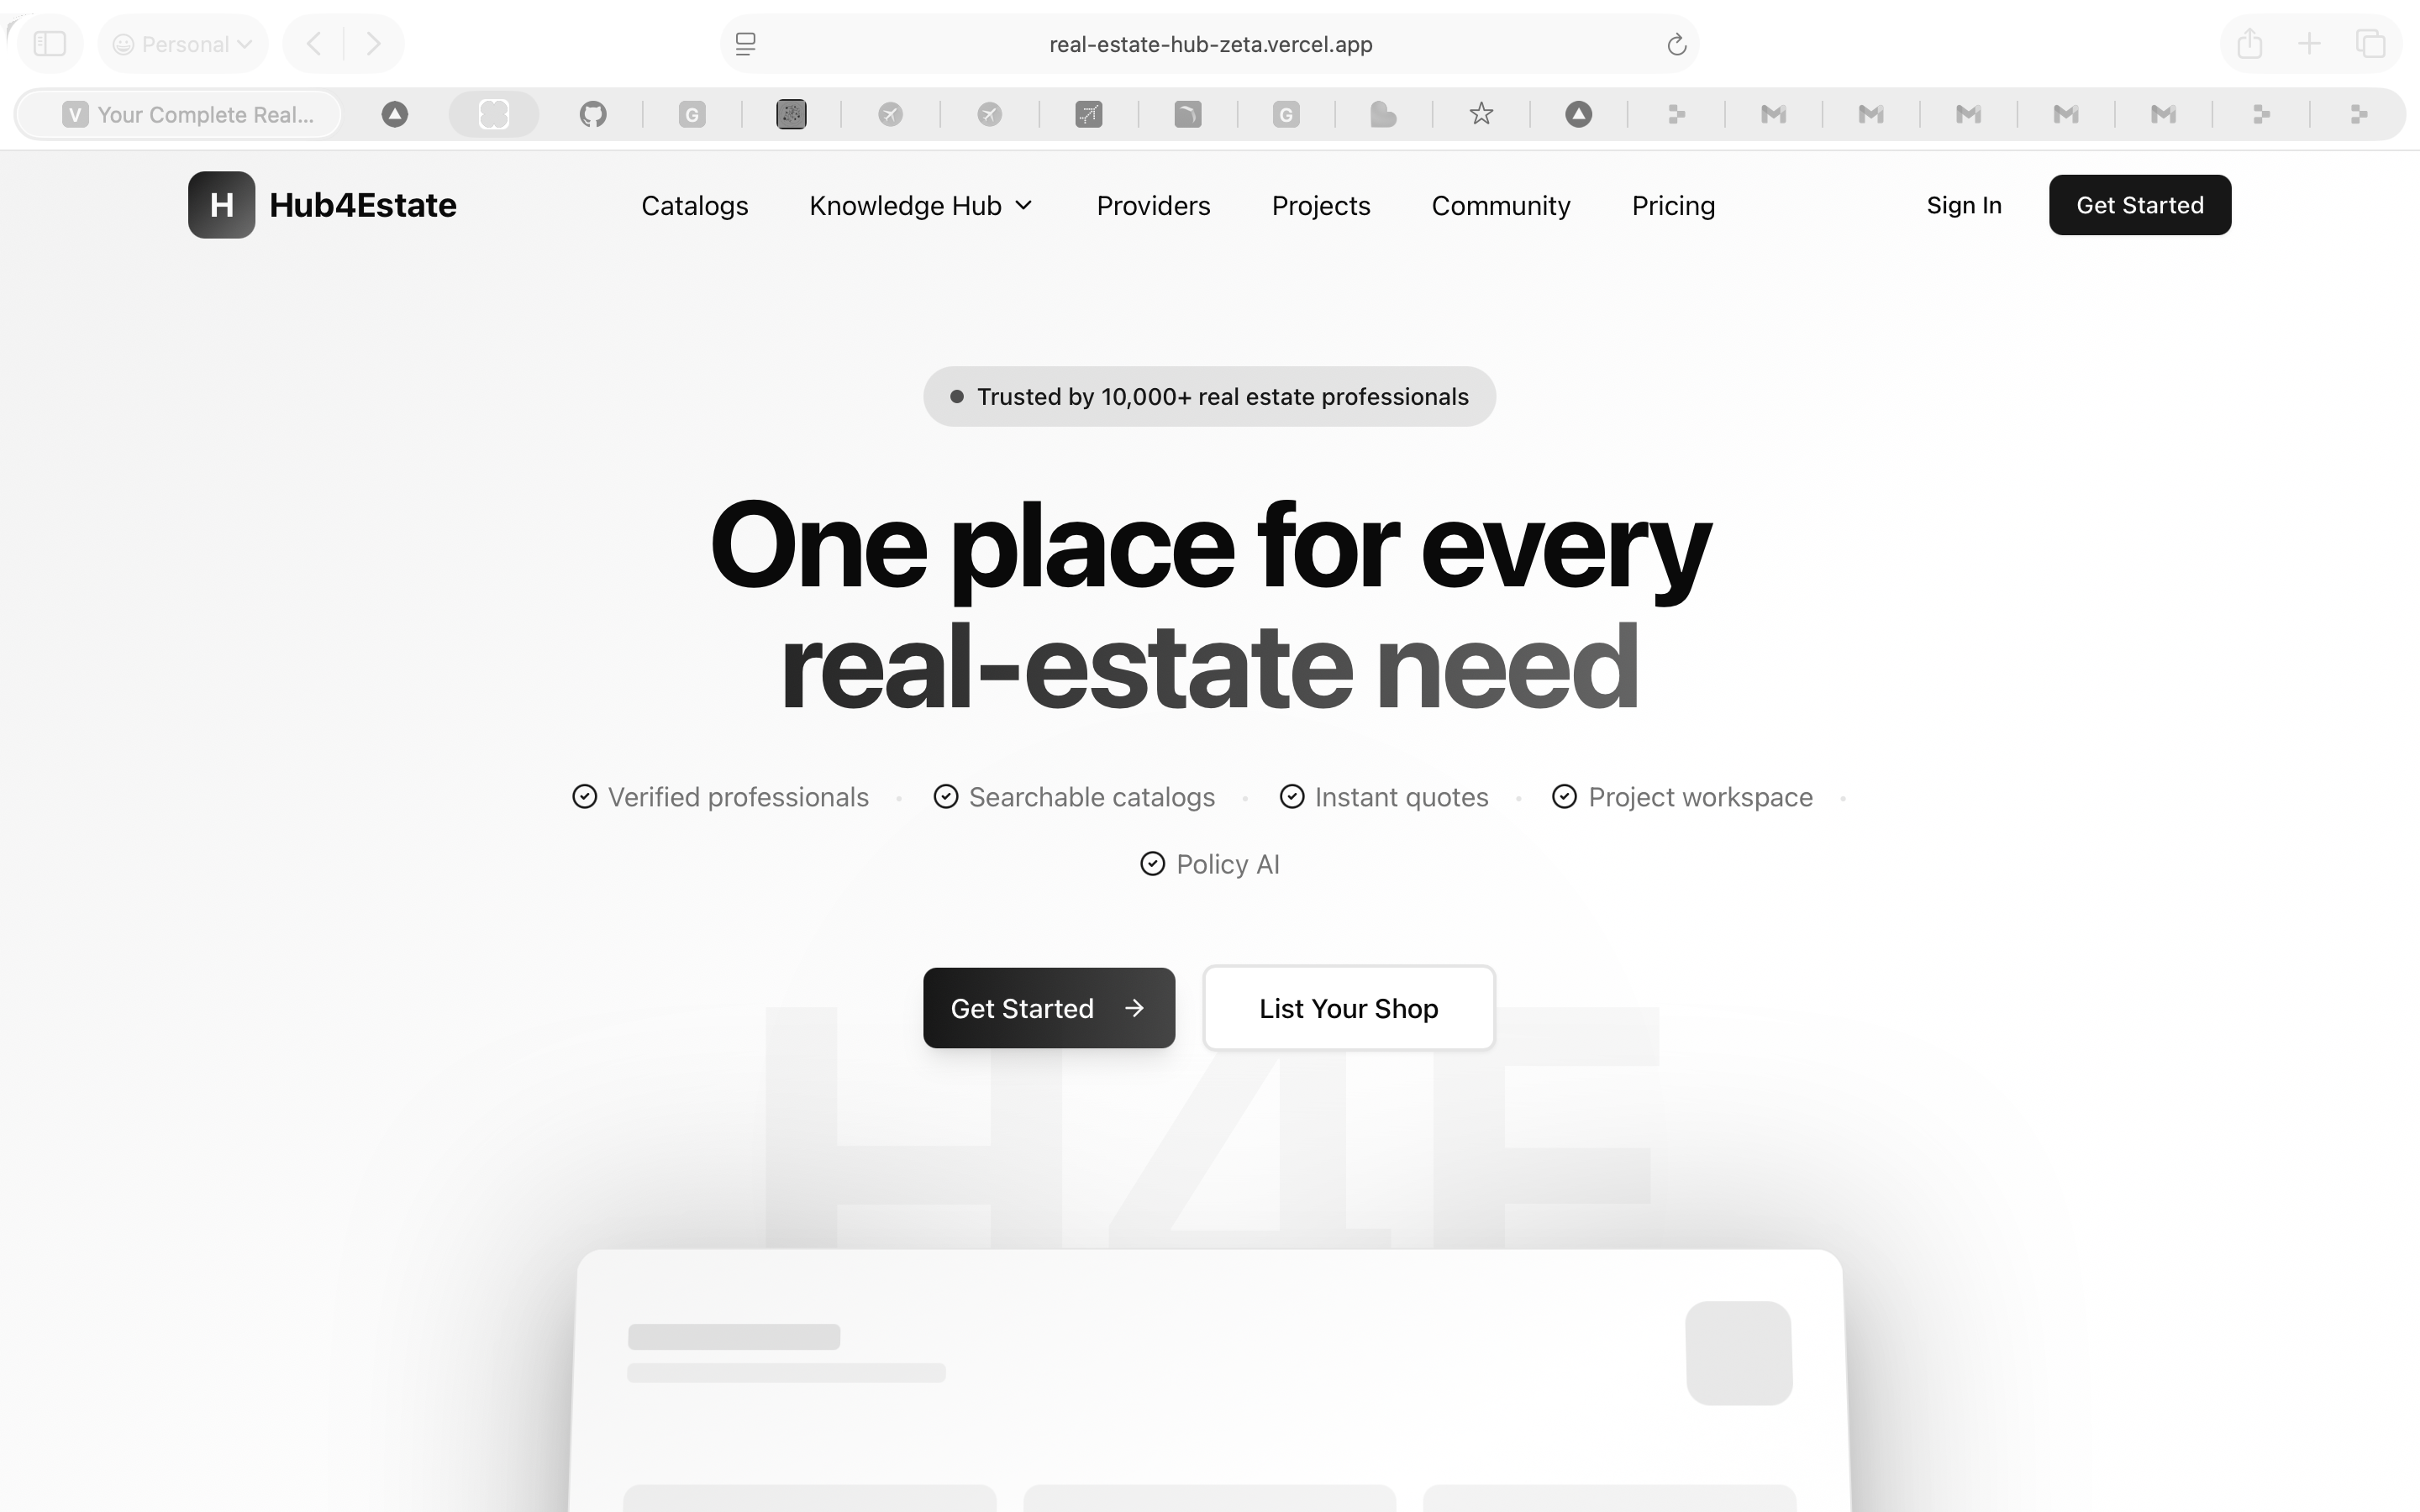 Personal
real-estate-hub-zeta.vercel.app
V Your Complete Real...
G
G
H Hub4Estate
Catalogs Knowledge Hub Providers Projects Community Pricing
Sign In Get Started
Trusted by 10,000+ real estate professionals
One place for every
real-estate need
Verified professionals · Searchable catalogs · Instant quotes · Project workspace ·
Policy AI
Get Started → List Your Shop
H4E